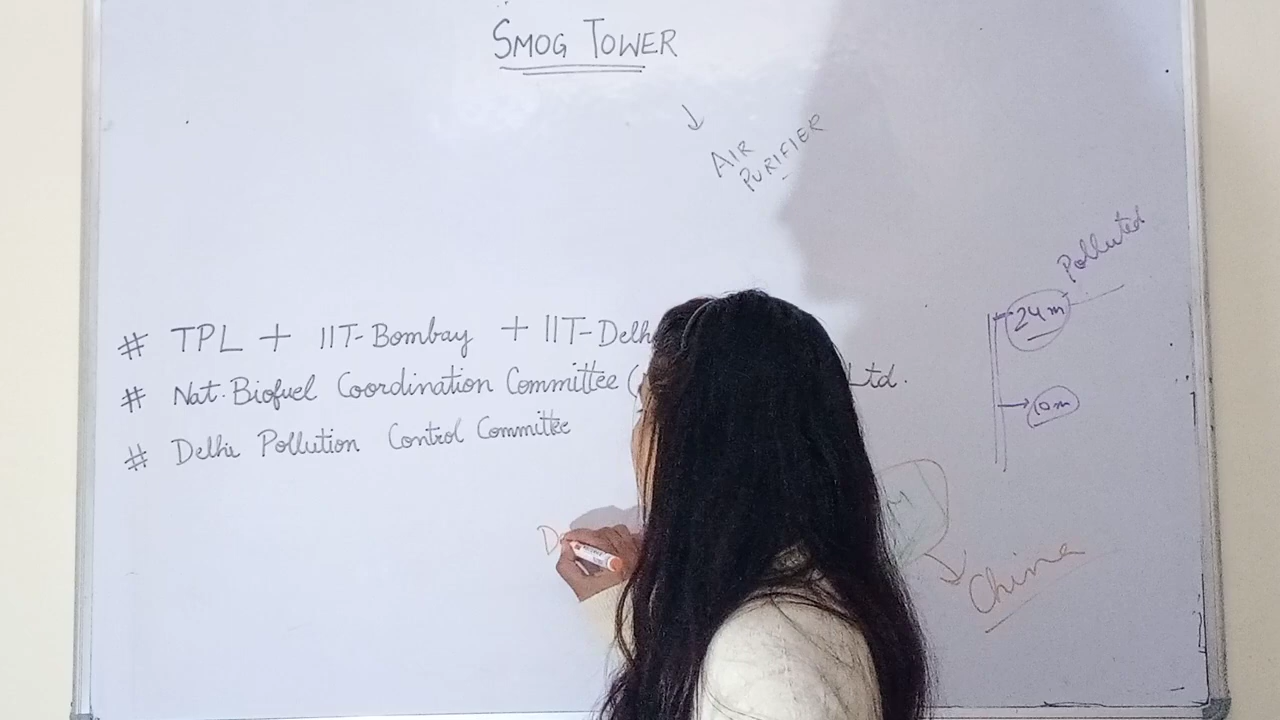 SMOG TOWER
↓
AIR
PURIFIER
Polluted
24m
10m
# TPL + IIT-Bombay + IIT-Delh
# Nat. Biofuel Coordination Committee ( Ltd.
# Delhi Pollution Control Committee
D
China